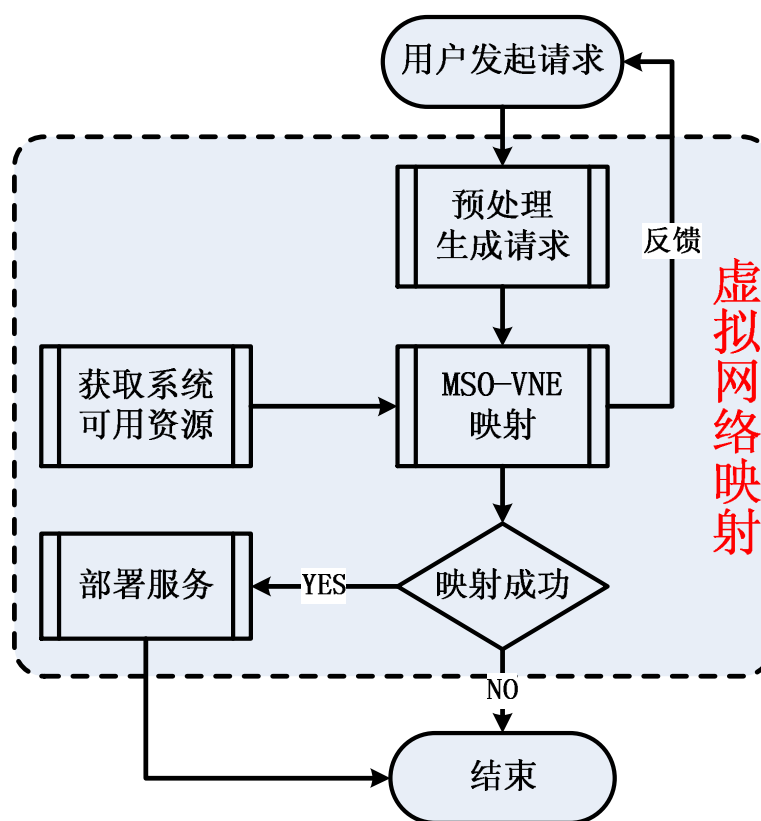 用户发起请求
预处理
生成请求
反馈
虚拟网络映射
获取系统
可用资源
MSO-VNE
映射
部署服务
YES
映射成功
NO
结束